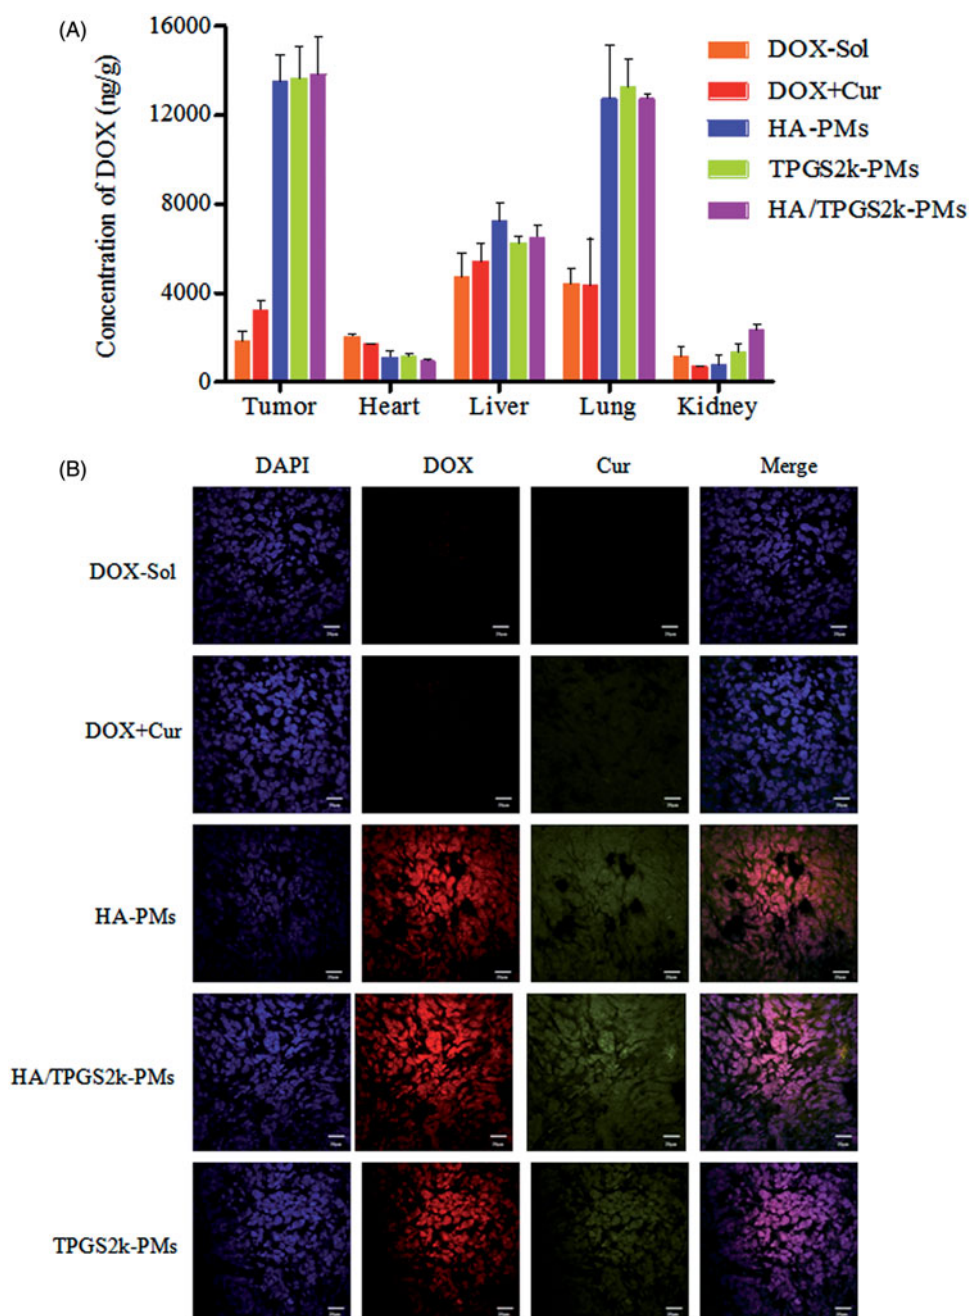 (A)
Concentration of DOX (ng/g)
16000
12000
8000
4000
0
Tumor Heart Liver Lung Kidney
DOX-Sol
DOX+Cur
HA-PMs
TPGS2k-PMs
HA/TPGS2k-PMs
(B)
DAPI DOX Cur Merge
DOX-Sol
DOX+Cur
HA-PMs
HA/TPGS2k-PMs
TPGS2k-PMs